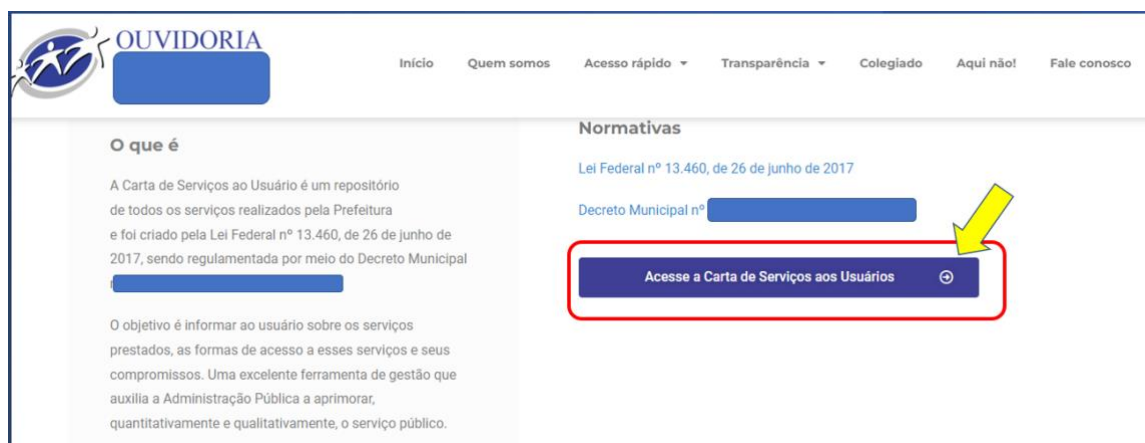 OUVIDORIA
Início Quem somos Acesso rápido Transparência Colegiado Aqui não! Fale conosco
O que é
A Carta de Serviços ao Usuário é um repositório
de todos os serviços realizados pela Prefeitura
e foi criado pela Lei Federal nº 13.460, de 26 de junho de
2017, sendo regulamentada por meio do Decreto Municipal
O objetivo é informar ao usuário sobre os serviços
prestados, as formas de acesso a esses serviços e seus
compromissos. Uma excelente ferramenta de gestão que
auxilia a Administração Pública a aprimorar,
quantitativamente e qualitativamente, o serviço público.
Normativas
Lei Federal nº 13.460, de 26 de junho de 2017
Decreto Municipal nº
Acesse a Carta de Serviços aos Usuários